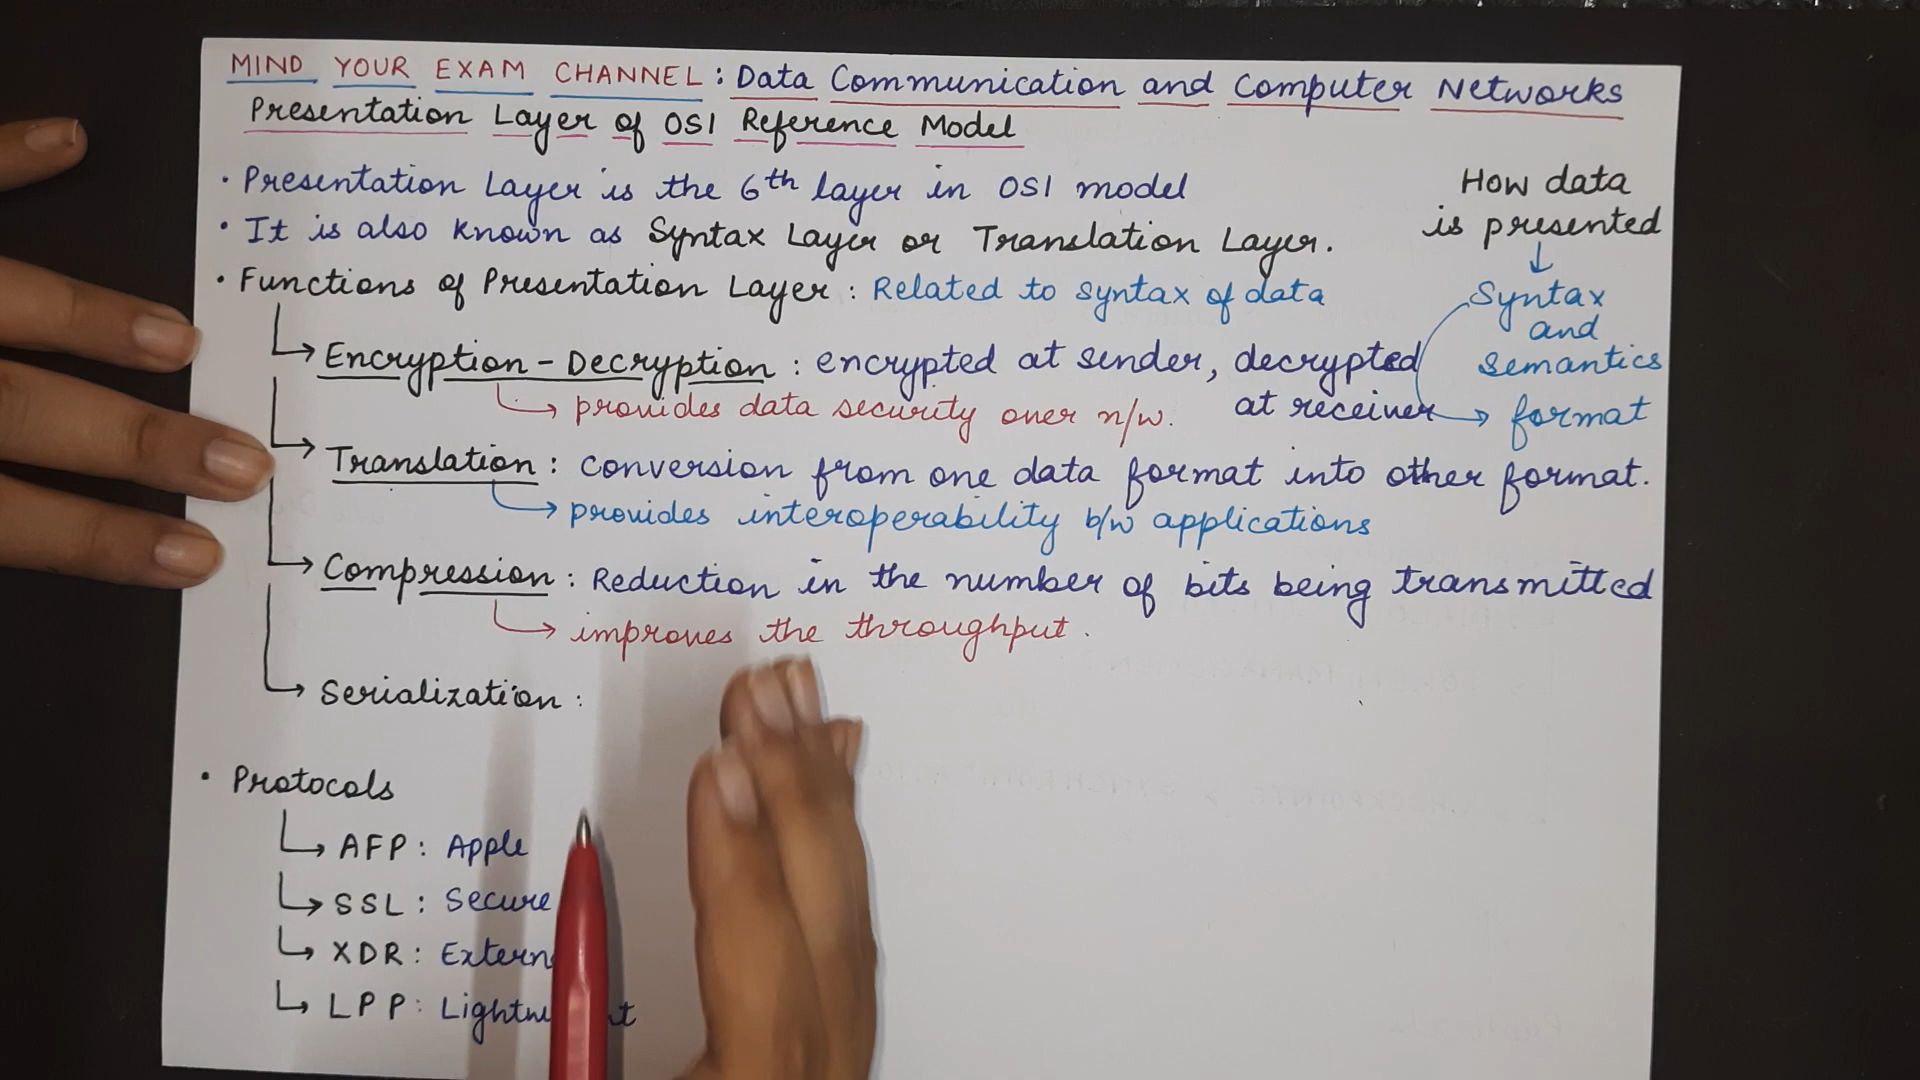 MIND YOUR EXAM CHANNEL : Data Communication and Computer Networks
Presentation Layer of OSI Reference Model
• Presentation Layer is the 6th layer in OSI model
• It is also known as Syntax Layer or Translation Layer.
How data
is presented
↓
Syntax
and
semantics
→ format
• Functions of Presentation Layer : Related to syntax of data
→ Encryption - Decryption : encrypted at sender, decrypted
at receiver
→ provides data security over n/w.
→ Translation : conversion from one data format into other format.
→ provides interoperability b/w applications
→ Compression : Reduction in the number of bits being transmitted
→ improves the throughput.
→ Serialization :
• Protocols
→ AFP : Apple
→ SSL : Secure
→ XDR :
→ LPP :